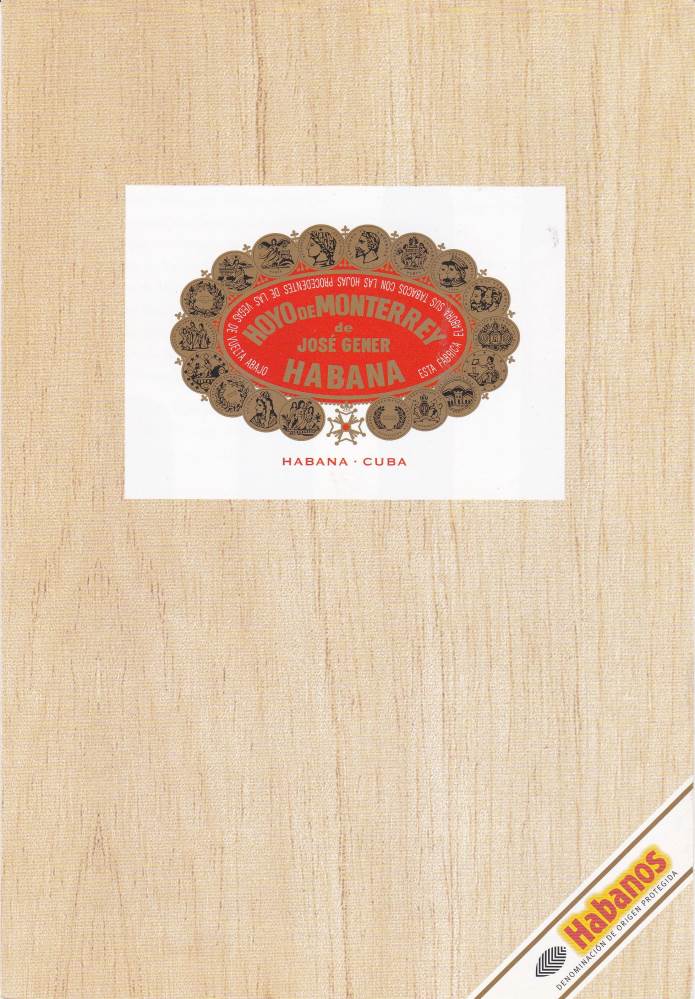 ESTA FÁBRICA ELABORA SUS TABACOS CON LAS HOJAS PROCEDENTES DE LAS VEGAS DE VUELTA ABAJO
HOYO DE MONTERREY
de
JOSÉ GENER
HABANA
HABANA · CUBA
Habanos
DENOMINACIÓN DE ORIGEN PROTEGIDA